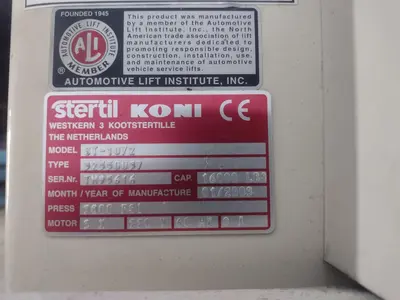 FOUNDED 1945
AUTOMOTIVE LIFT INSTITUTE
ALI
MEMBER
This product was manufactured
by a member of the Automotive
Lift Institute, Inc., the North
American trade association of lift
manufacturers dedicated to
promoting responsible design,
construction, installation, use,
and maintenance of automotive
vehicle service lifts.
AUTOMOTIVE LIFT INSTITUTE, INC.
stertil KONI CE
WESTKERN 3 KOOTSTERTILLE
THE NETHERLANDS
MODEL
TYPE
SER.Nr. CAP.
MONTH / YEAR OF MANUFACTURE
PRESS
MOTOR